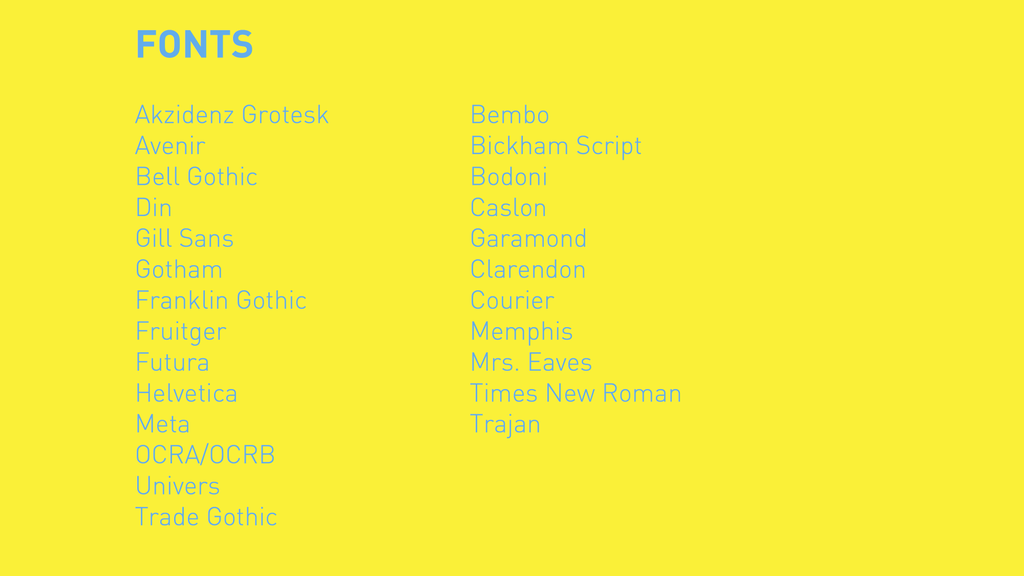 FONTS
Akzidenz Grotesk
Avenir
Bell Gothic
Din
Gill Sans
Gotham
Franklin Gothic
Fruitger
Futura
Helvetica
Meta
OCRA/OCRB
Univers
Trade Gothic
Bembo
Bickham Script
Bodoni
Caslon
Garamond
Clarendon
Courier
Memphis
Mrs. Eaves
Times New Roman
Trajan